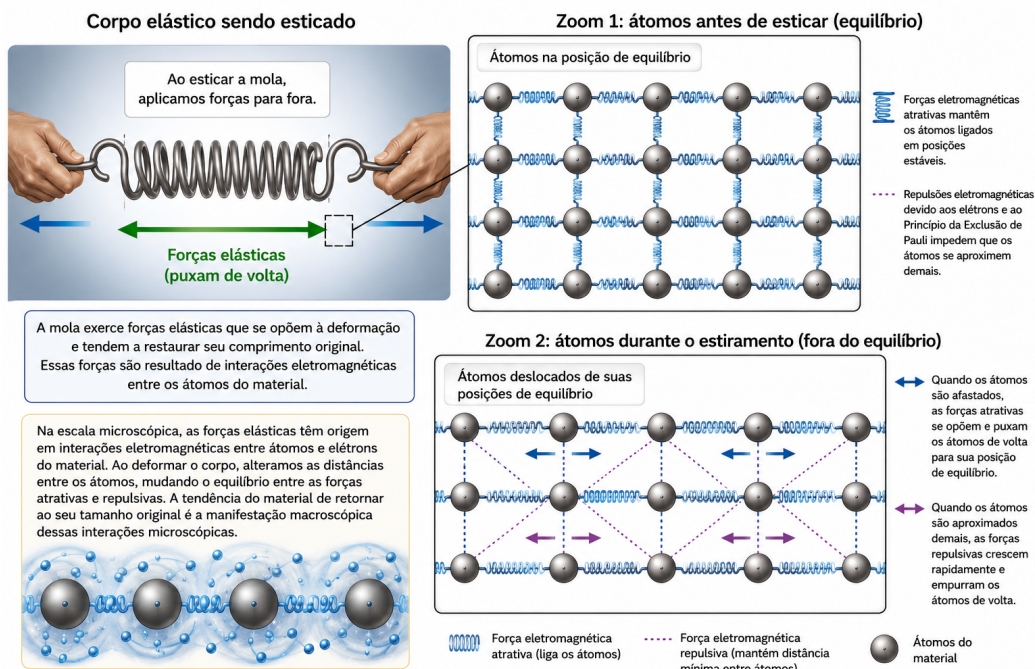 Corpo elástico sendo esticado
Ao esticar a mola,
aplicamos forças para fora.
Forças elásticas
(puxam de volta)
A mola exerce forças elásticas que se opõem à deformação
e tendem a restaurar seu comprimento original.
Essas forças são resultado de interações eletromagnéticas
entre os átomos do material.
Na escala microscópica, as forças elásticas têm origem
em interações eletromagnéticas entre átomos e elétrons
do material. Ao deformar o corpo, alteramos as distâncias
entre os átomos, mudando o equilíbrio entre as forças
atrativas e repulsivas. A tendência do material de retornar
ao seu tamanho original é a manifestação macroscópica
dessas interações microscópicas.
Zoom 1: átomos antes de esticar (equilíbrio)
Átomos na posição de equilíbrio
Forças eletromagnéticas
atrativas mantêm
os átomos ligados
em posições
estáveis.
Repulsões eletromagnéticas
devido aos elétrons e ao
Princípio da Exclusão de
Pauli impedem que os
átomos se aproximem
demais.
Zoom 2: átomos durante o estiramento (fora do equilíbrio)
Átomos deslocados de suas
posições de equilíbrio
Quando os átomos
são afastados,
as forças atrativas
se opõem e puxam
os átomos de volta
para sua posição
de equilíbrio.
Quando os átomos
são aproximados
demais, as forças
repulsivas crescem
rapidamente e
empurram os
átomos de volta.
Força eletromagnética
atrativa (liga os átomos)
Força eletromagnética
repulsiva (mantém distância
mínima entre átomos)
Átomos do
material